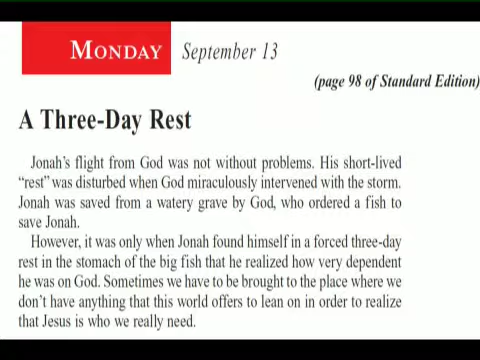 MONDAY September 13
(page 98 of Standard Edition)
A Three-Day Rest
Jonah's flight from God was not without problems. His short-lived
“rest” was disturbed when God miraculously intervened with the storm.
Jonah was saved from a watery grave by God, who ordered a fish to
save Jonah.
However, it was only when Jonah found himself in a forced three-day
rest in the stomach of the big fish that he realized how very dependent
he was on God. Sometimes we have to be brought to the place where we
don't have anything that this world offers to lean on in order to realize
that Jesus is who we really need.